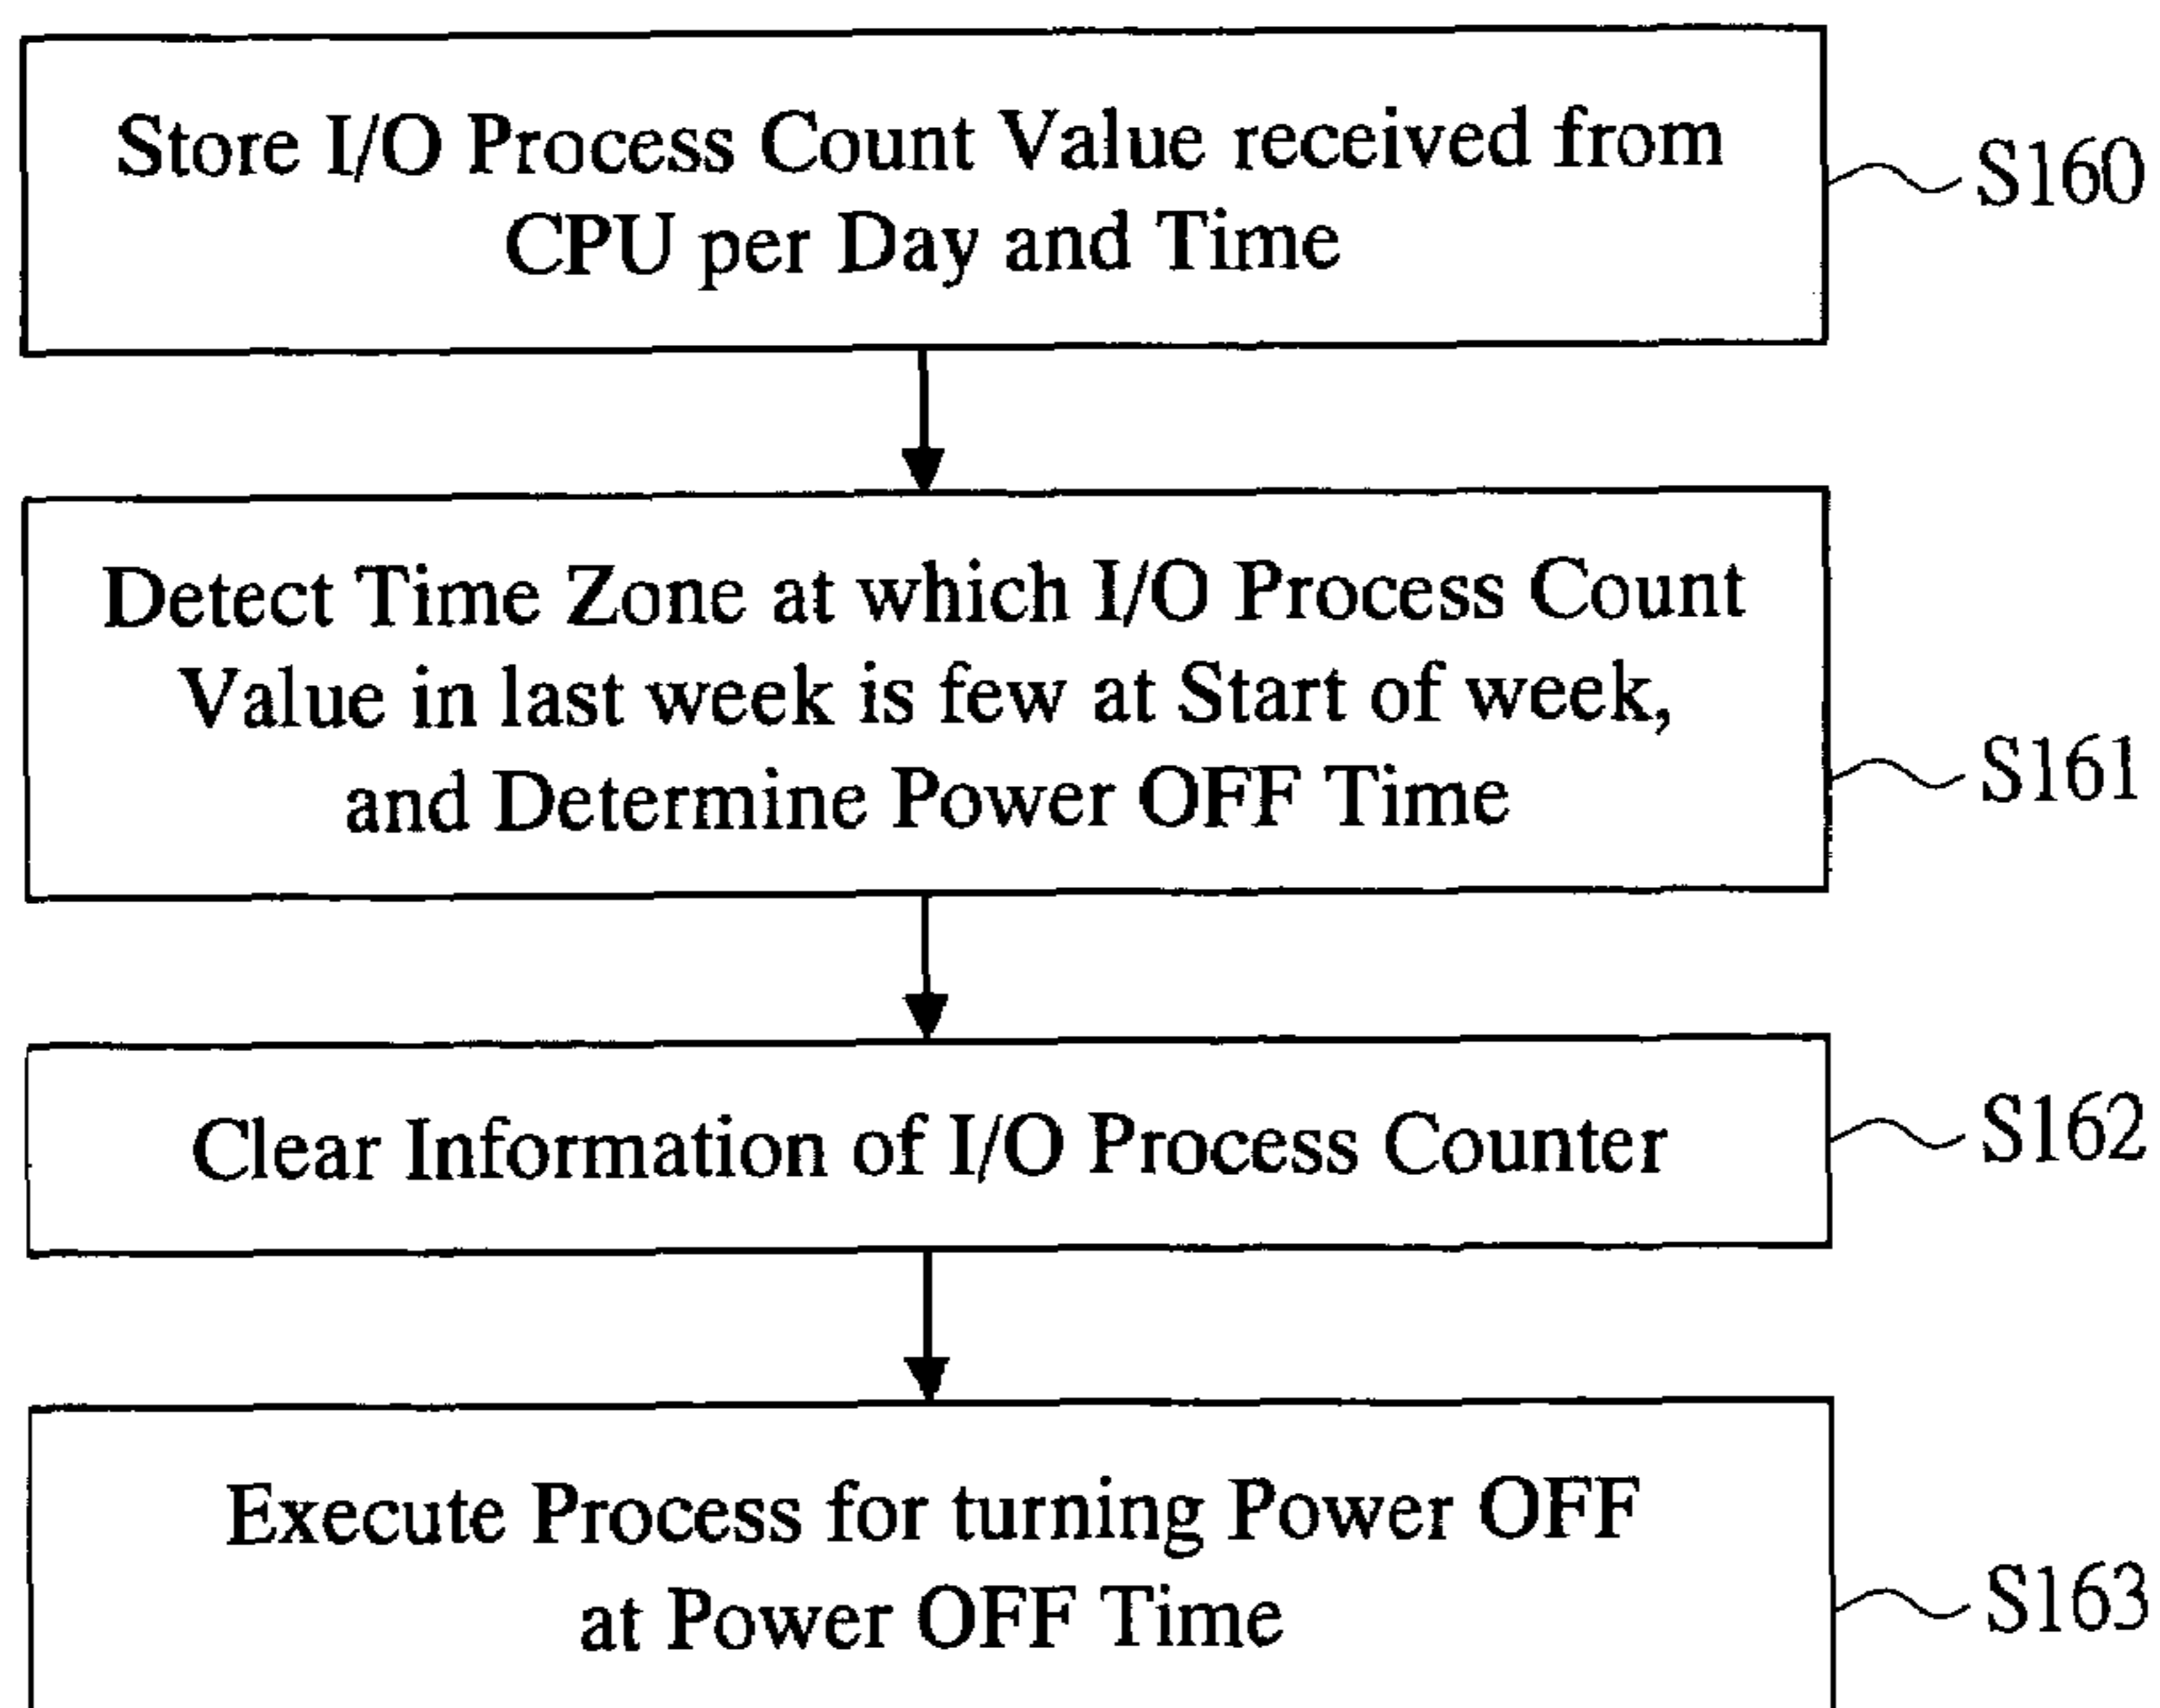 Store I/O Process Count Value received from
CPU per Day and Time
S160
Detect Time Zone at which I/O Process Count
Value in last week is few at Start of week,
and Determine Power OFF Time
S161
Clear Information of I/O Process Counter
S162
Execute Process for turning Power OFF
at Power OFF Time
S163